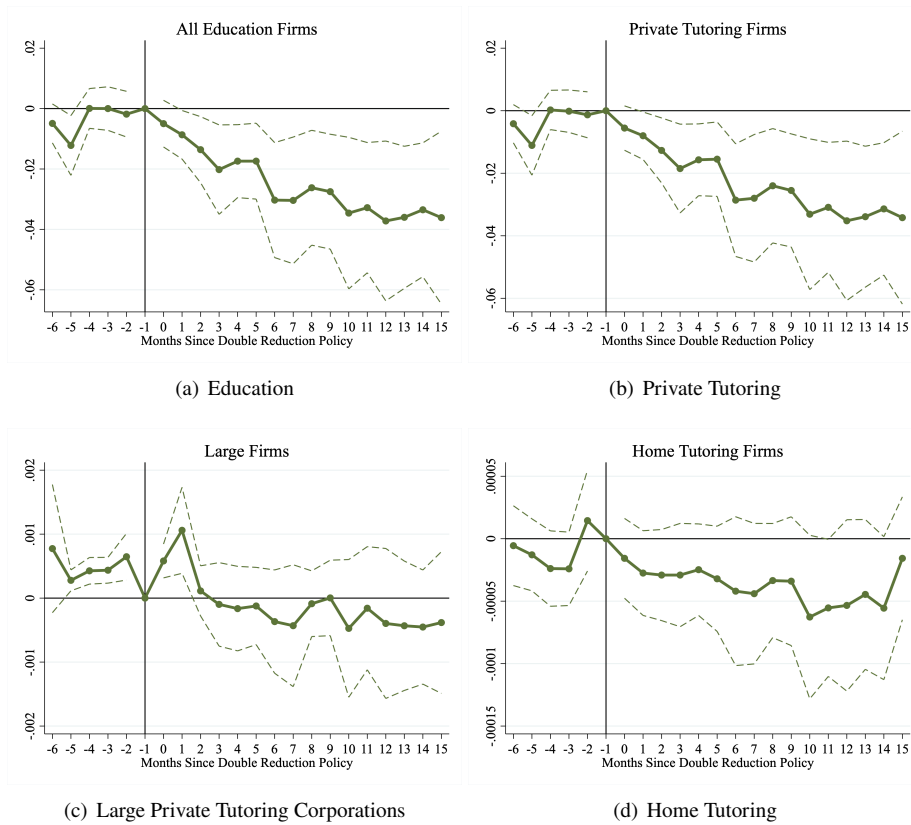 All Education Firms
.02
0
-.02
-.04
-.06
-6 -5 -4 -3 -2 -1 0 1 2 3 4 5 6 7 8 9 10 11 12 13 14 15
Months Since Double Reduction Policy
(a) Education
Private Tutoring Firms
.02
0
-.02
-.04
-.06
-6 -5 -4 -3 -2 -1 0 1 2 3 4 5 6 7 8 9 10 11 12 13 14 15
Months Since Double Reduction Policy
(b) Private Tutoring
Large Firms
.002
.001
0
-.001
-.002
-6 -5 -4 -3 -2 -1 0 1 2 3 4 5 6 7 8 9 10 11 12 13 14 15
Months Since Double Reduction Policy
(c) Large Private Tutoring Corporations
Home Tutoring Firms
.00005
0
-.00005
-.0001
-.00015
-6 -5 -4 -3 -2 -1 0 1 2 3 4 5 6 7 8 9 10 11 12 13 14 15
Months Since Double Reduction Policy
(d) Home Tutoring